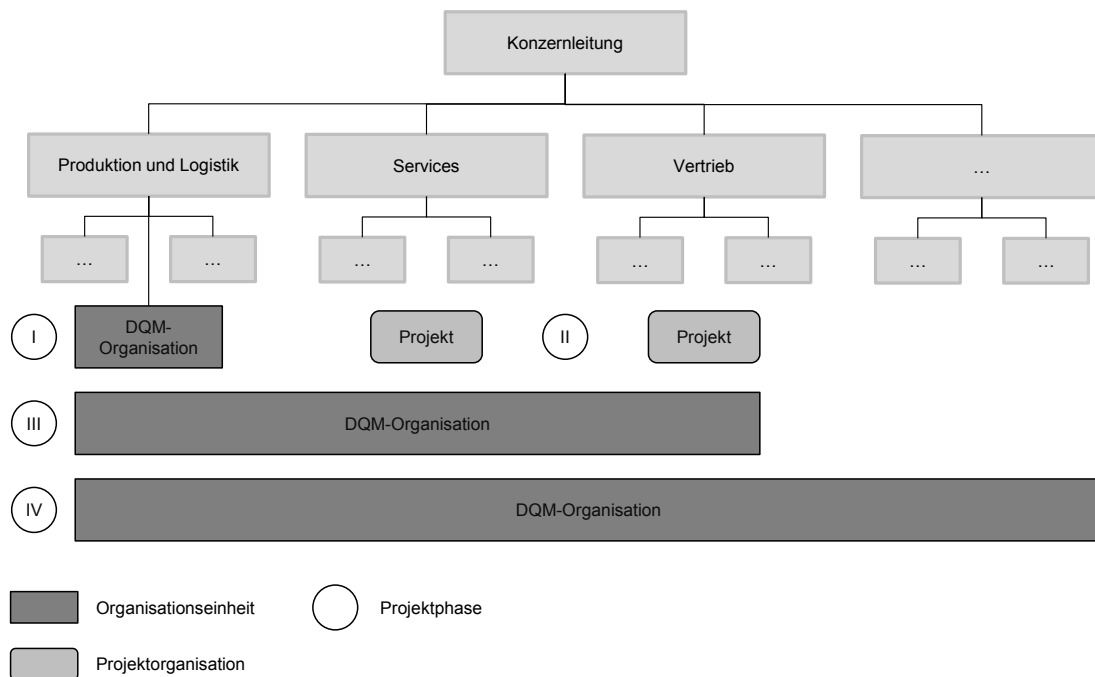 Konzernleitung
Produktion und Logistik
Services
Vertrieb
...
...
...
...
...
...
...
...
...
I
DQM-
Organisation
Projekt
II
Projekt
III
DQM-Organisation
IV
DQM-Organisation
Organisationseinheit
Projektphase
Projektorganisation